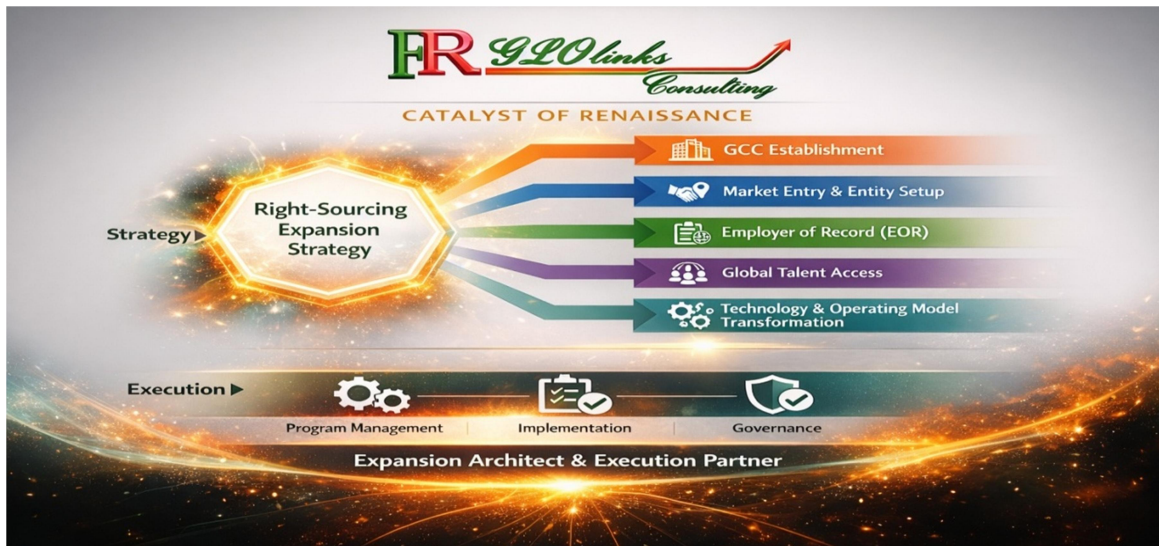 FR GLOlinks
Consulting
CATALYST OF RENAISSANCE
Strategy
Right-Sourcing
Expansion
Strategy
GCC Establishment
Market Entry & Entity Setup
Employer of Record (EOR)
Global Talent Access
Technology & Operating Model
Transformation
Execution
Program Management
Implementation
Governance
Expansion Architect & Execution Partner